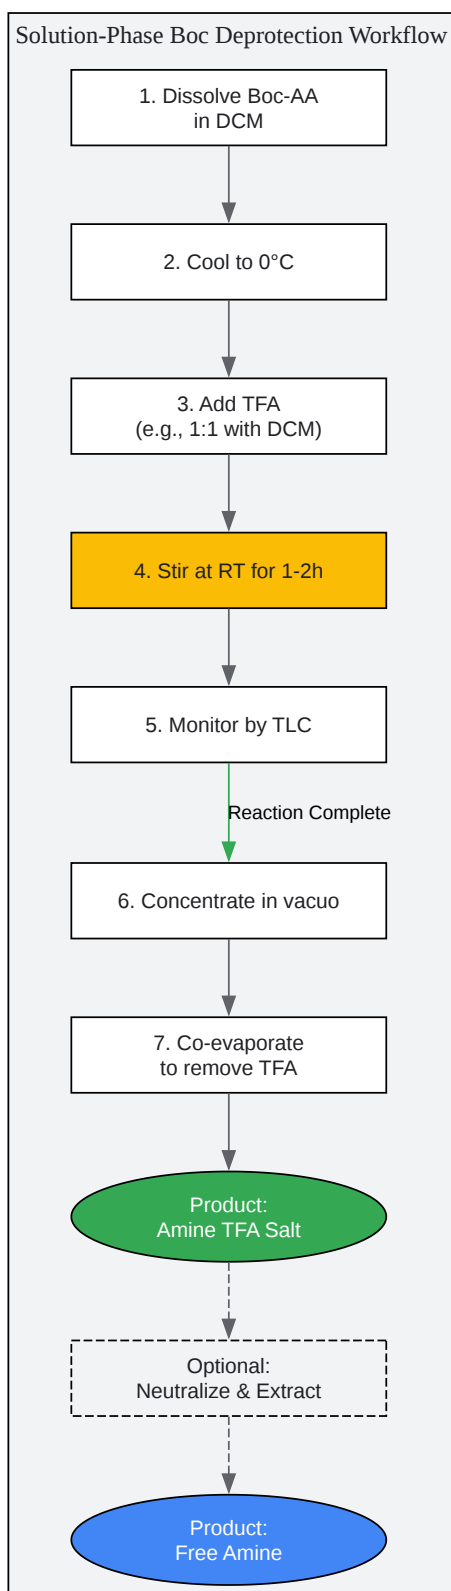 Solution-Phase Boc Deprotection Workflow
1. Dissolve Boc-AA
in DCM
2. Cool to 0°C
3. Add TFA
(e.g., 1:1 with DCM)
4. Stir at RT for 1-2h
5. Monitor by TLC
Reaction Complete
6. Concentrate in vacuo
7. Co-evaporate
to remove TFA
Product:
Amine TFA Salt
Optional:
Neutralize & Extract
Product:
Free Amine